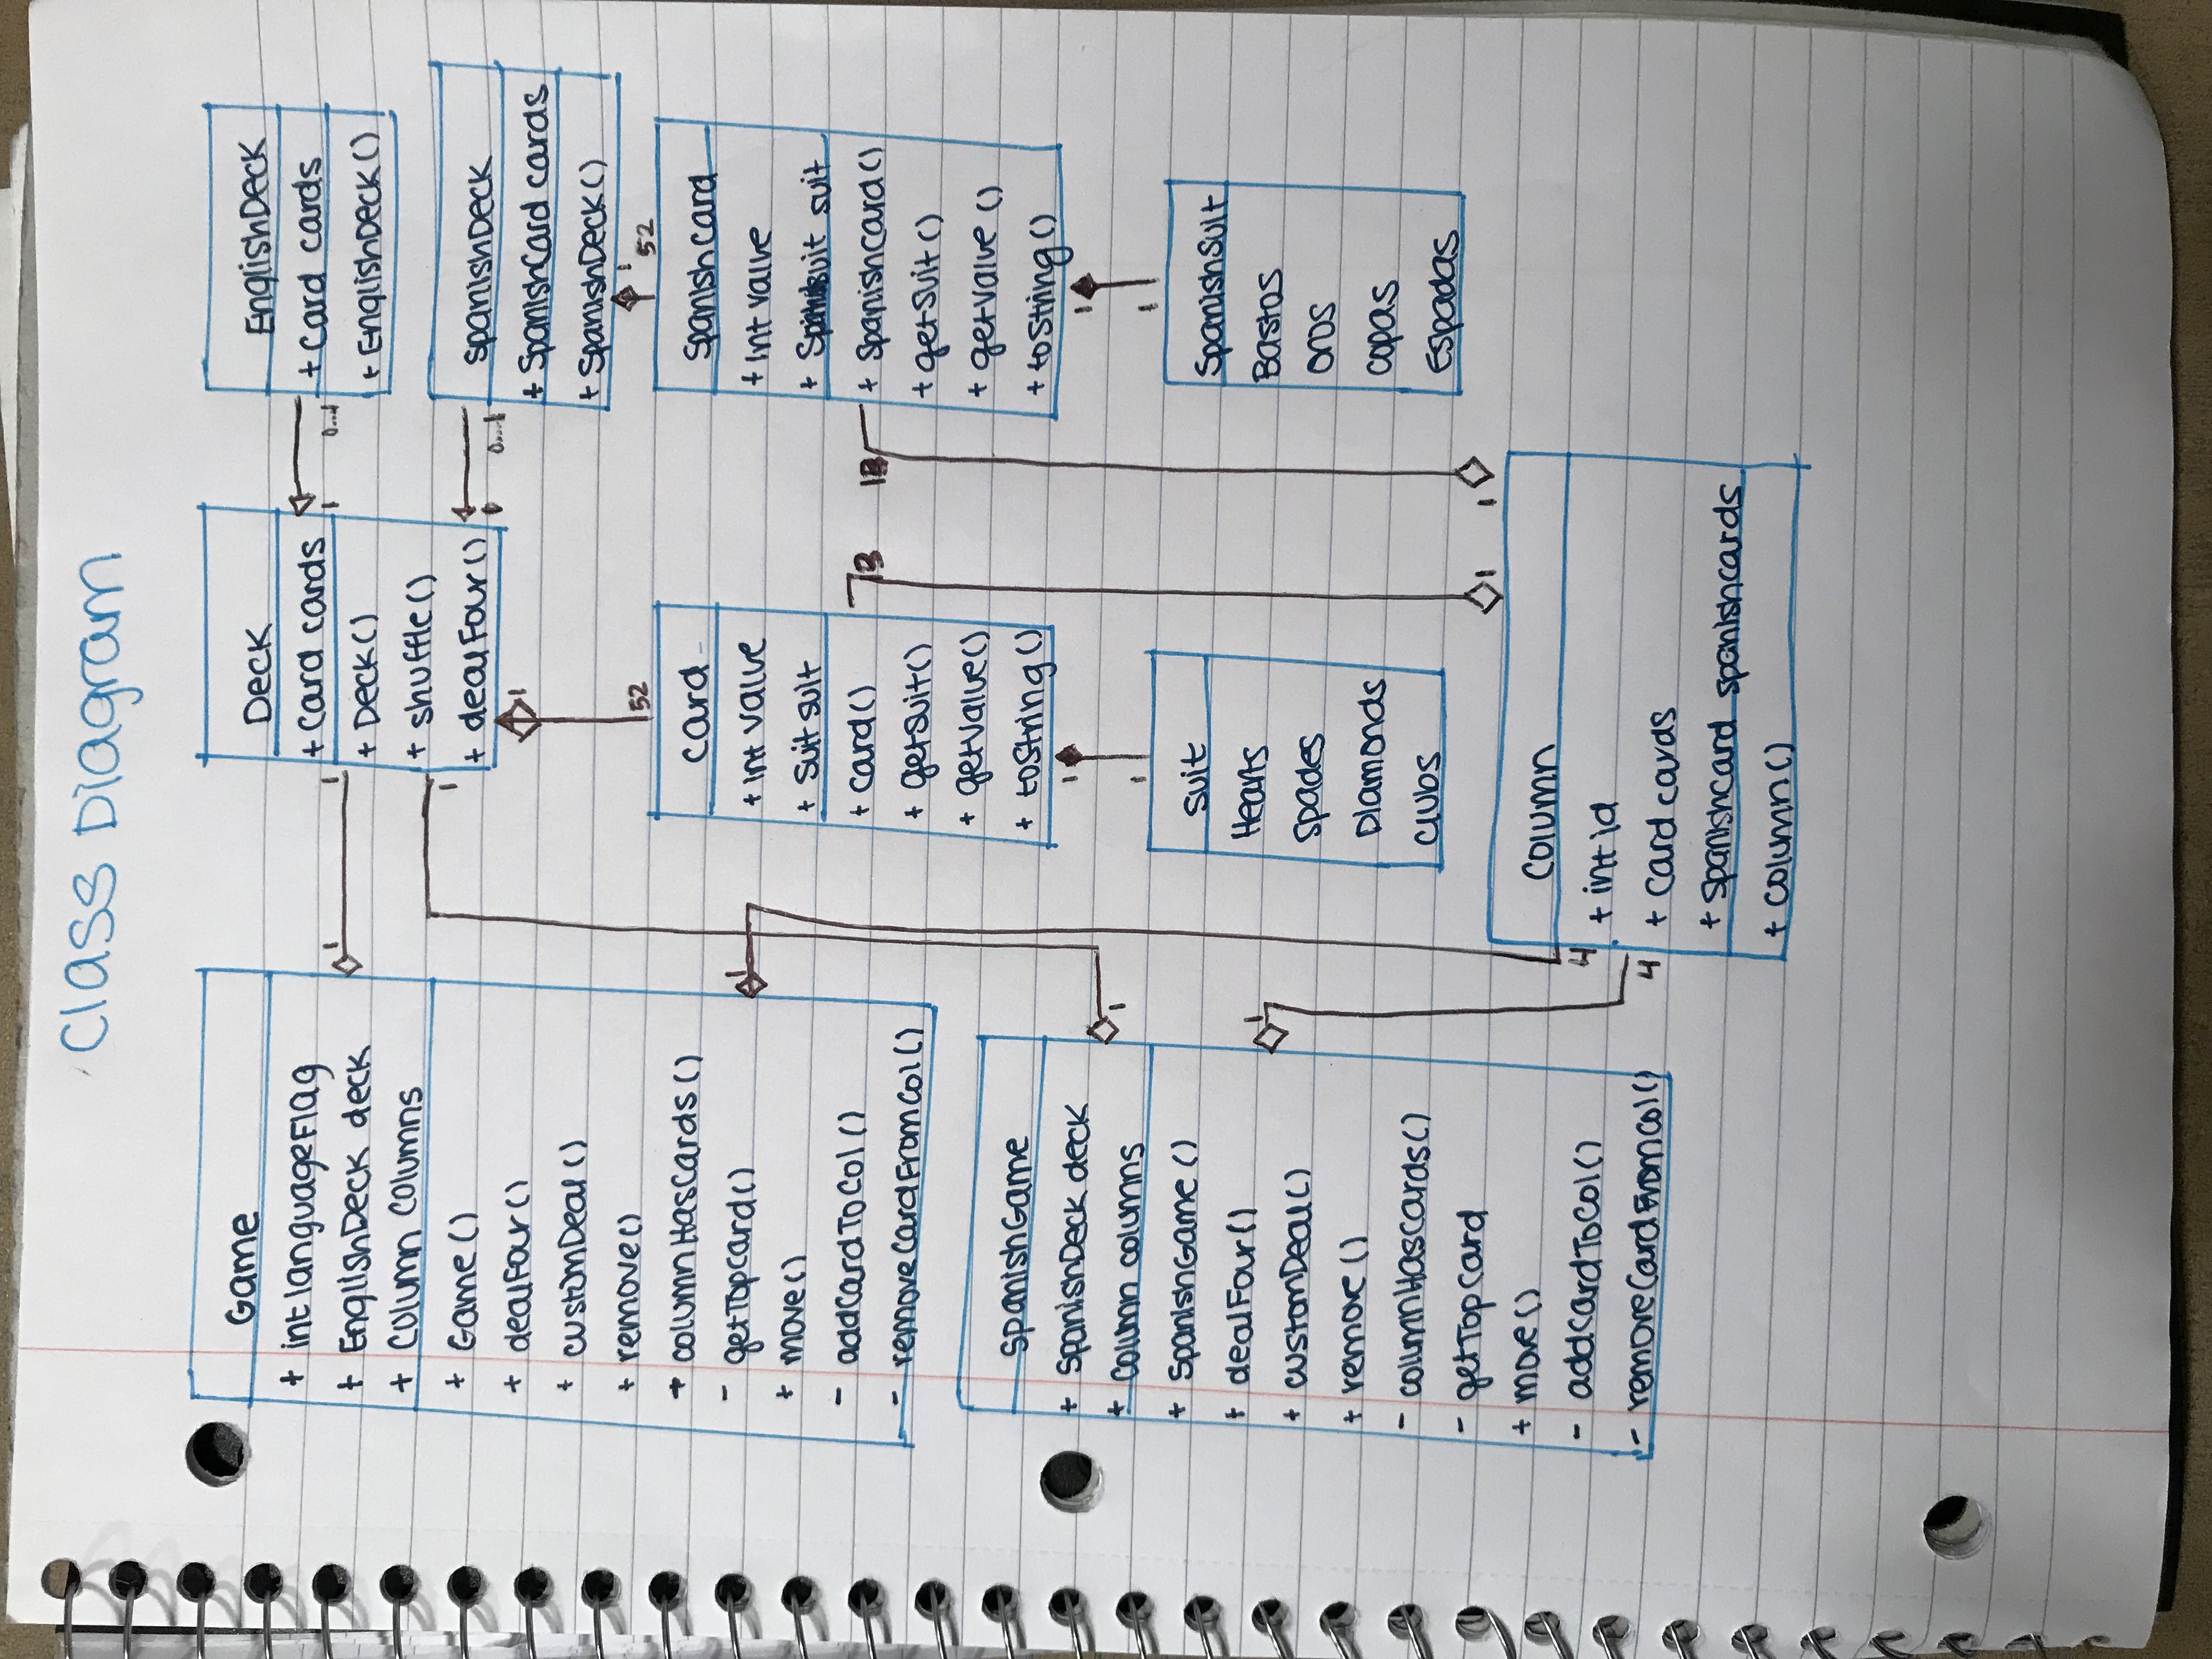 Class Diagram
Game
+ int languageFlag
+ EnglishDeck deck
+ Column columns
+ Game()
+ dealFour()
+ customDeal()
+ remove()
+ columnHasCards()
- getTopCard()
+ move()
- addCardToCol()
- removeCardFromCol()
1
1
Deck
+ Card cards
+ Deck()
+ shuffle()
+ dealFour()
1
1
0...1
EnglishDeck
+ Card cards
+ EnglishDeck()
0...1
SpanishDeck
+ SpanishCard cards
+ SpanishDeck()
1
52
1
52
1
Card
+ int value
+ Suit suit
+ Card()
+ getSuit()
+ getValue()
+ toString()
13
13
SpanishCard
+ int value
+ SpanishSuit suit
+ SpanishCard()
+ getSuit()
+ getValue()
+ toString()
SpanishGame
+ SpanishDeck deck
+ Column columns
+ SpanishGame()
+ dealFour()
+ customDeal()
+ remove()
- columnHasCards()
- getTopCard
+ move()
- addCardToCol()
- removeCardFromCol()
1
1
1
1
Suit
Hearts
Spades
Diamonds
Clubs
1
1
SpanishSuit
Bastos
Oros
Copas
Espadas
1
1
4
4
Column
+ int id
+ Card cards
+ SpanishCard spanishcards
+ Column()